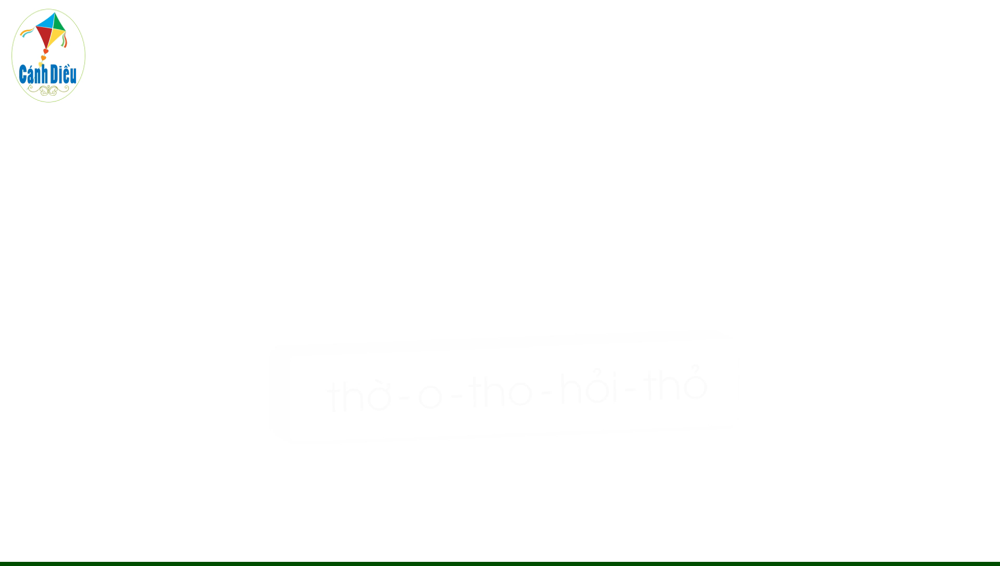 Cánh Diều
thờ - o - tho - hỏi - thỏ